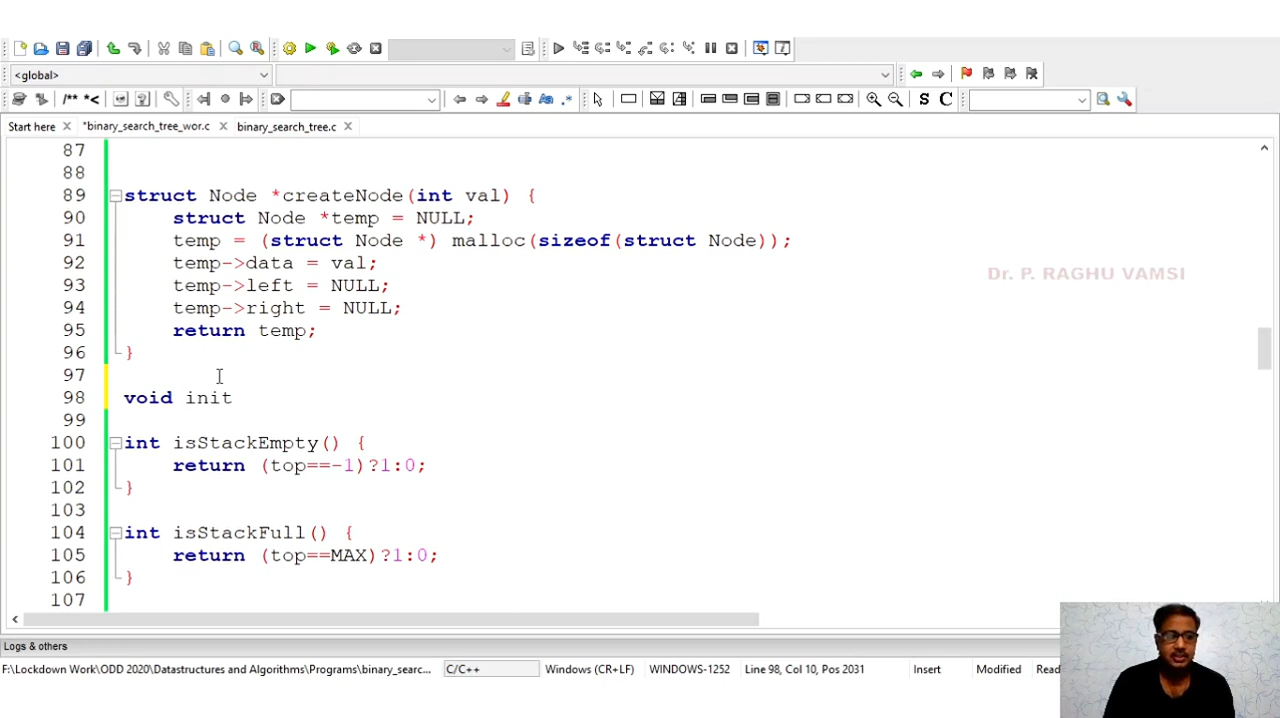 <global>
Start here
*binary_search_tree_wor.c
binary_search_tree.c
87
88
89 struct Node *createNode(int val) {
90 struct Node *temp = NULL;
91 temp = (struct Node *) malloc(sizeof(struct Node));
92 temp->data = val;
93 temp->left = NULL;
94 temp->right = NULL;
95 return temp;
96 }
97
98 void init
99
100 int isStackEmpty() {
101 return (top==-1)?1:0;
102 }
103
104 int isStackFull() {
105 return (top==MAX)?1:0;
106 }
107
Dr. P. RAGHU VAMSI
Logs & others
F:\Lockdown Work\ODD 2020\Datastructures and Algorithms\Programs\binary_searc... C/C++ Windows (CR+LF) WINDOWS-1252 Line 98, Col 10, Pos 2031 Insert Modified Rea